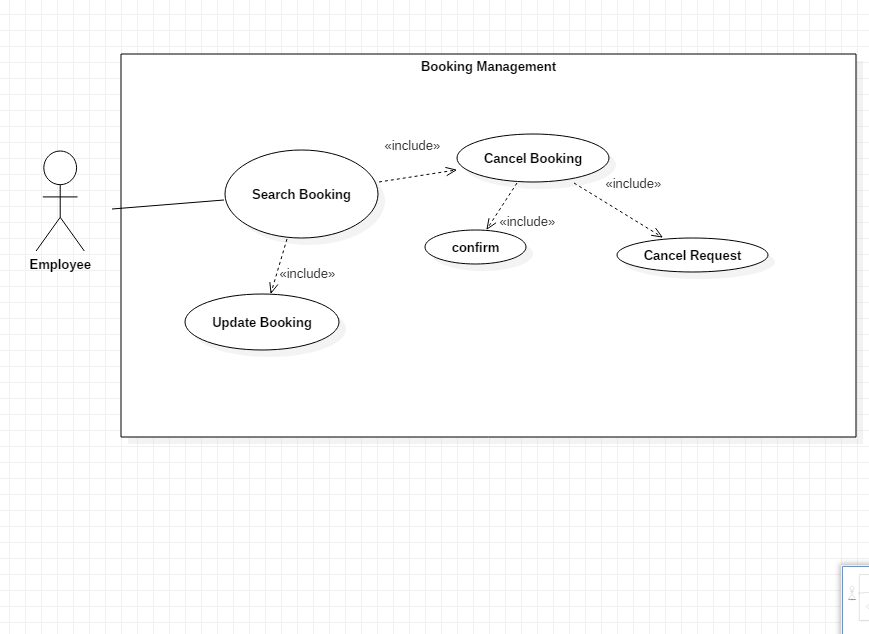 Booking Management
«include»
Cancel Booking
«include»
Search Booking
«include»
confirm
Cancel Request
Employee
«include»
Update Booking